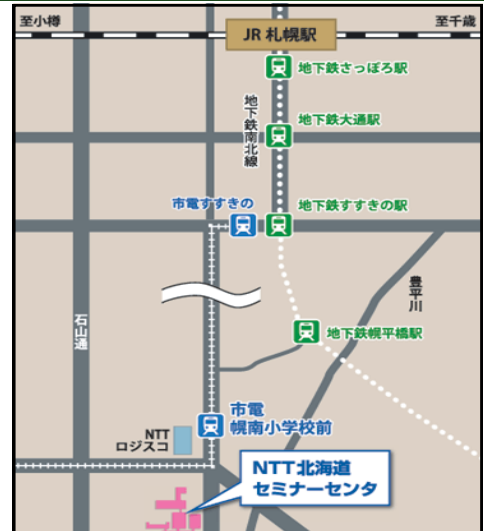 至小樽
至千歳
JR 札幌駅
地下鉄さっぽろ駅
地下鉄南北線
地下鉄大通駅
市電すすきの
地下鉄すすきの駅
豊平川
石山通
地下鉄幌平橋駅
市電
幌南小学校前
NTT
ロジスコ
NTT北海道
セミナーセンタ